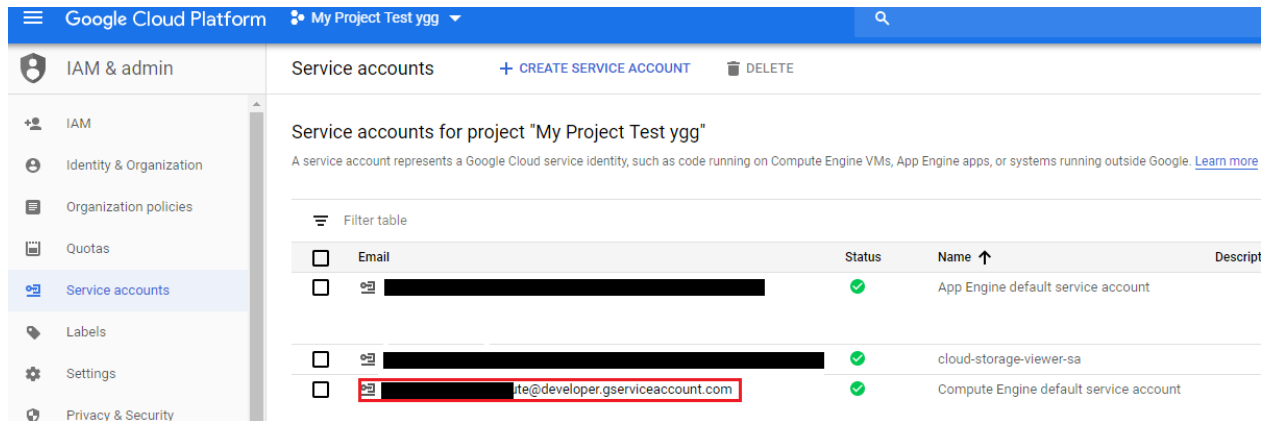 Google Cloud Platform My Project Test ygg
IAM & admin
Service accounts + CREATE SERVICE ACCOUNT DELETE
IAM
Identity & Organization
Organization policies
Quotas
Service accounts
Labels
Settings
Privacy & Security
Service accounts for project "My Project Test ygg"
A service account represents a Google Cloud service identity, such as code running on Compute Engine VMs, App Engine apps, or systems running outside Google. Learn more
Filter table
Email Status Name Descript
App Engine default service account
cloud-storage-viewer-sa
ute@developer.gserviceaccount.com Compute Engine default service account